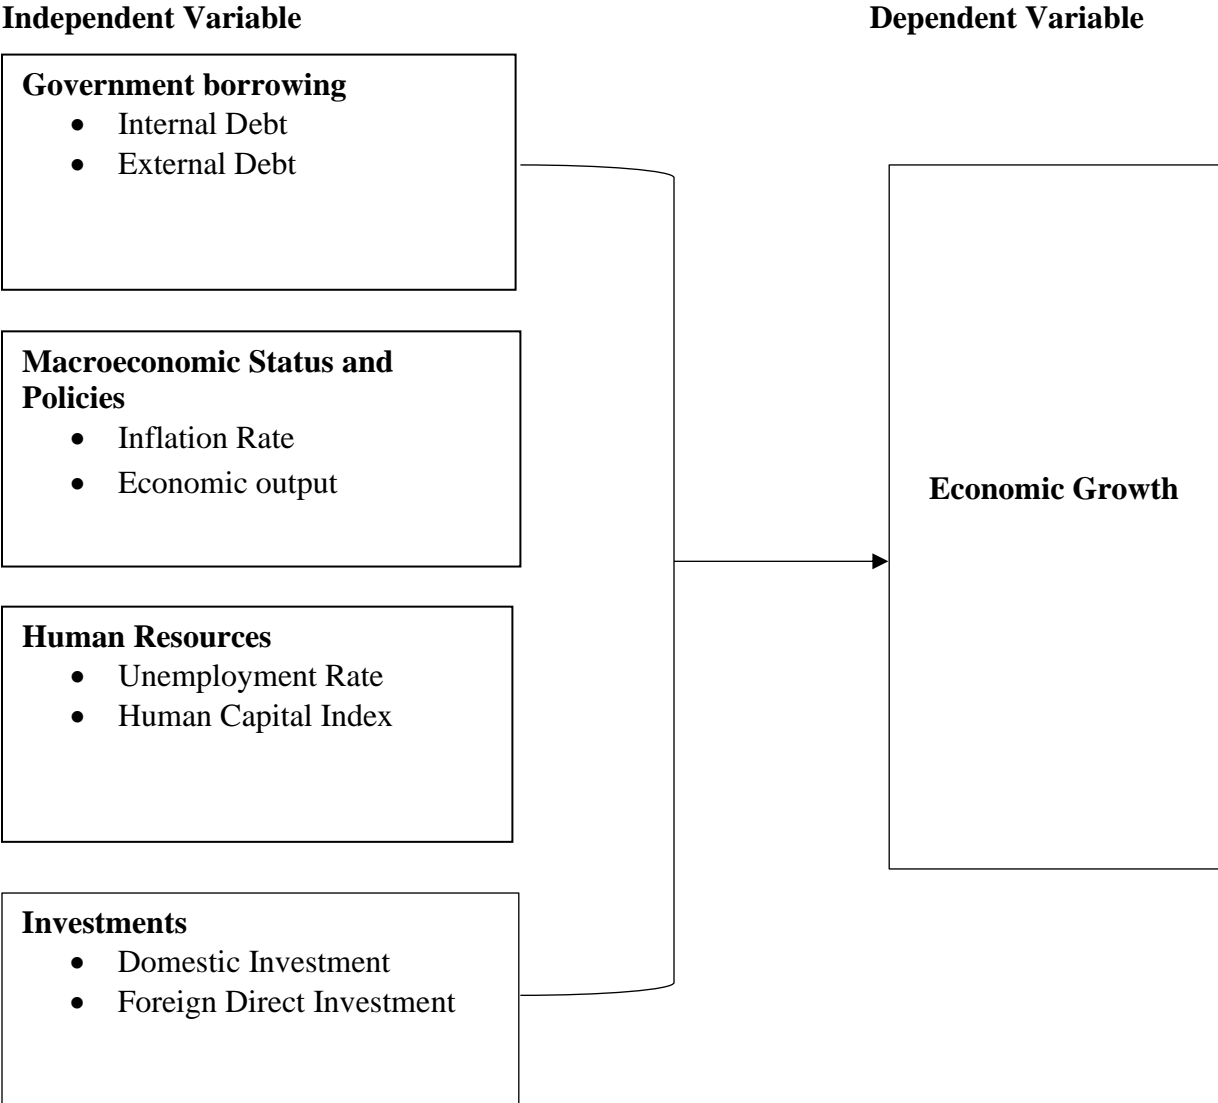 Independent Variable
Dependent Variable
Government borrowing
• Internal Debt
• External Debt
Macroeconomic Status and
Policies
• Inflation Rate
• Economic output
Human Resources
• Unemployment Rate
• Human Capital Index
Investments
• Domestic Investment
• Foreign Direct Investment
Economic Growth